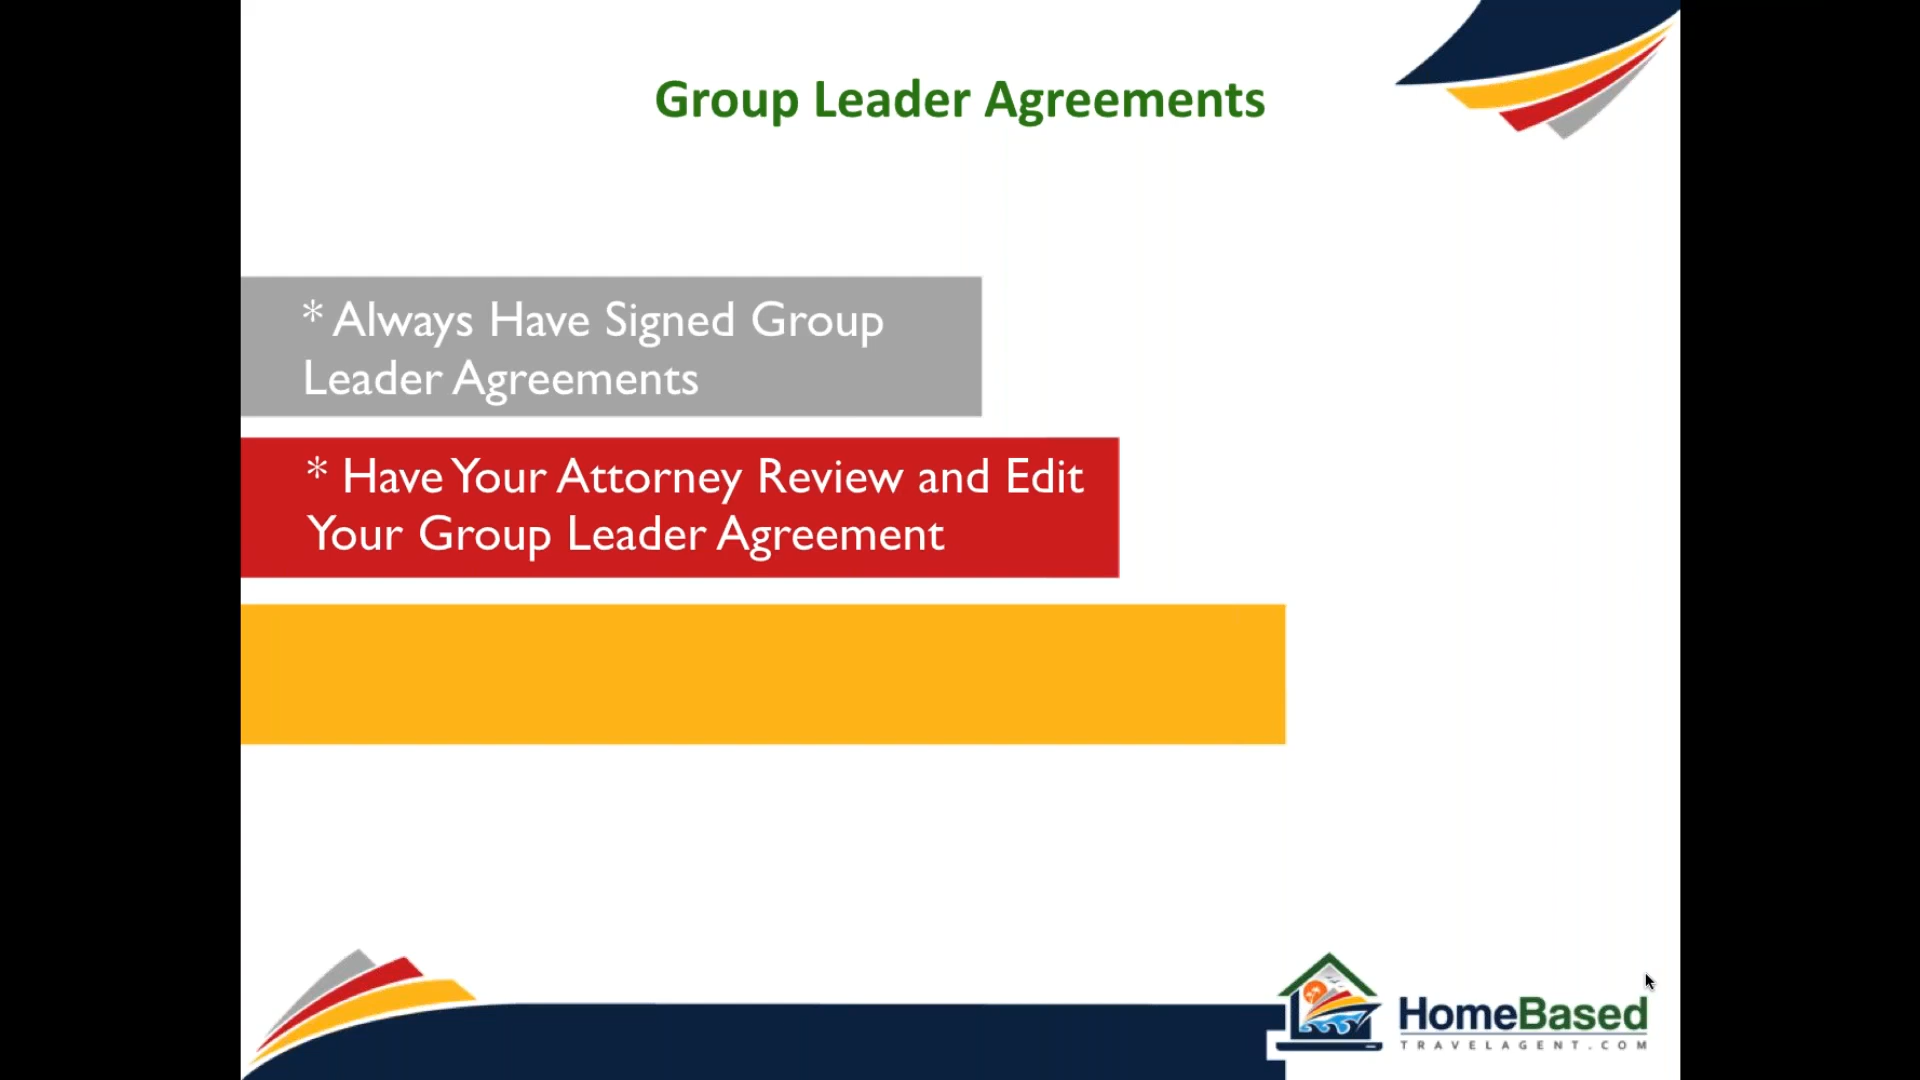 Group Leader Agreements
* Always Have Signed Group
Leader Agreements
* Have Your Attorney Review and Edit
Your Group Leader Agreement
HomeBased
TRAVELAGENT.COM